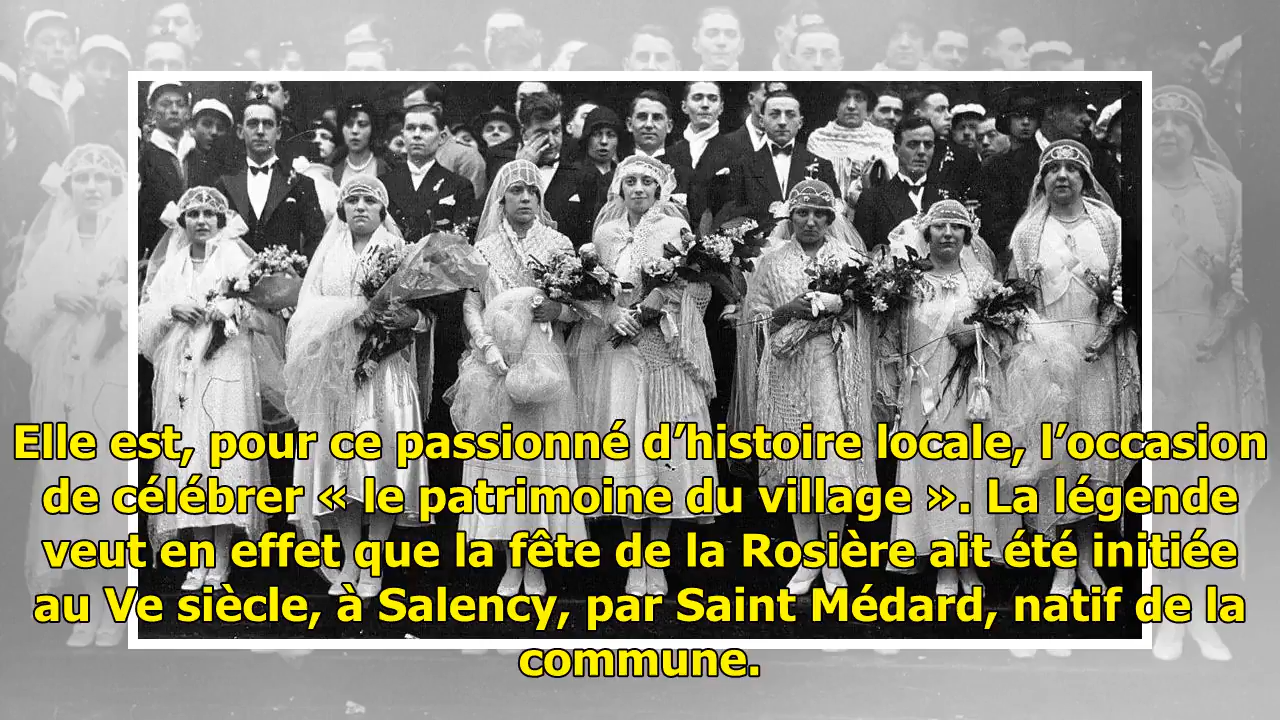 Elle est, pour ce passionné d’histoire locale, l’occasion
de célébrer « le patrimoine du village ». La légende
veut en effet que la fête de la Rosière ait été initiée
au Ve siècle, à Salency, par Saint Médard, natif de la
commune.